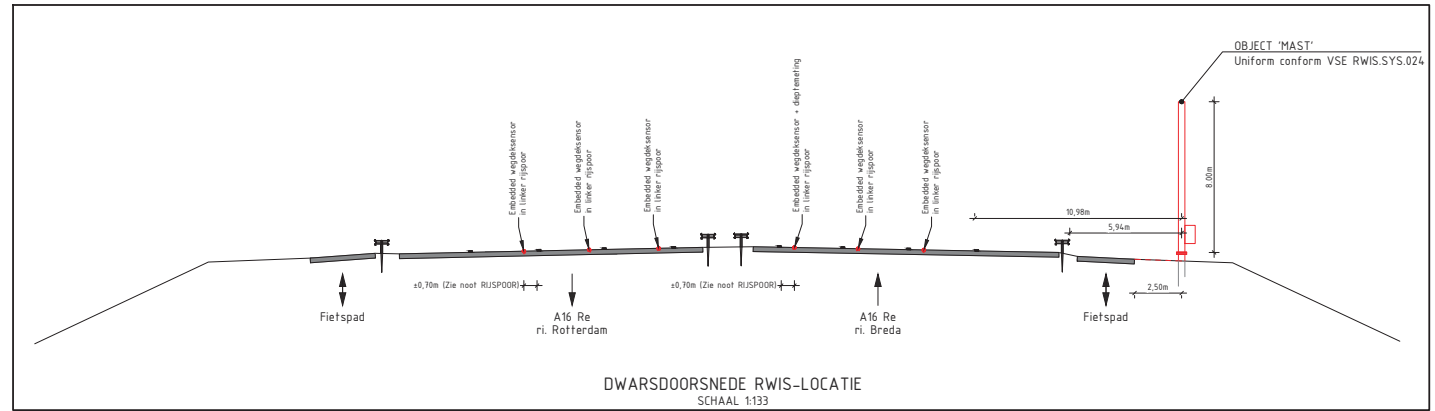 OBJECT 'MAST'
Uniform conform VSE RWIS.SYS.024
Embedded wegdeksensor
in linker rijspoor
Embedded wegdeksensor
in linker rijspoor
Embedded wegdeksensor
in linker rijspoor
Embedded wegdeksensor + dieptemeting
in linker rijspoor
Embedded wegdeksensor
in linker rijspoor
Embedded wegdeksensor
in linker rijspoor
8.00m
10,98m
5,94m
±0,70m (Zie noot RIJSPOOR)
±0,70m (Zie noot RIJSPOOR)
2,50m
Fietspad
A16 Re
ri. Rotterdam
A16 Re
ri. Breda
Fietspad
DWARSDOORSNEDE RWIS-LOCATIE
SCHAAL 1:133